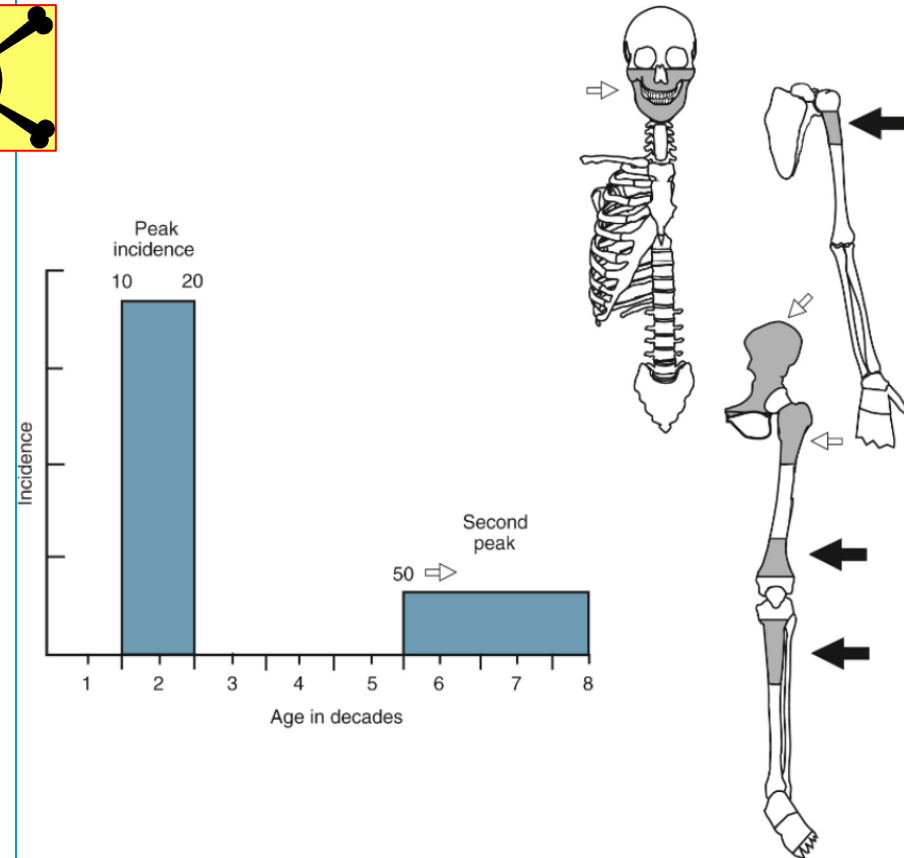 Peak
incidence
10 20
Incidence
Second
peak
50
1 2 3 4 5 6 7 8
Age in decades